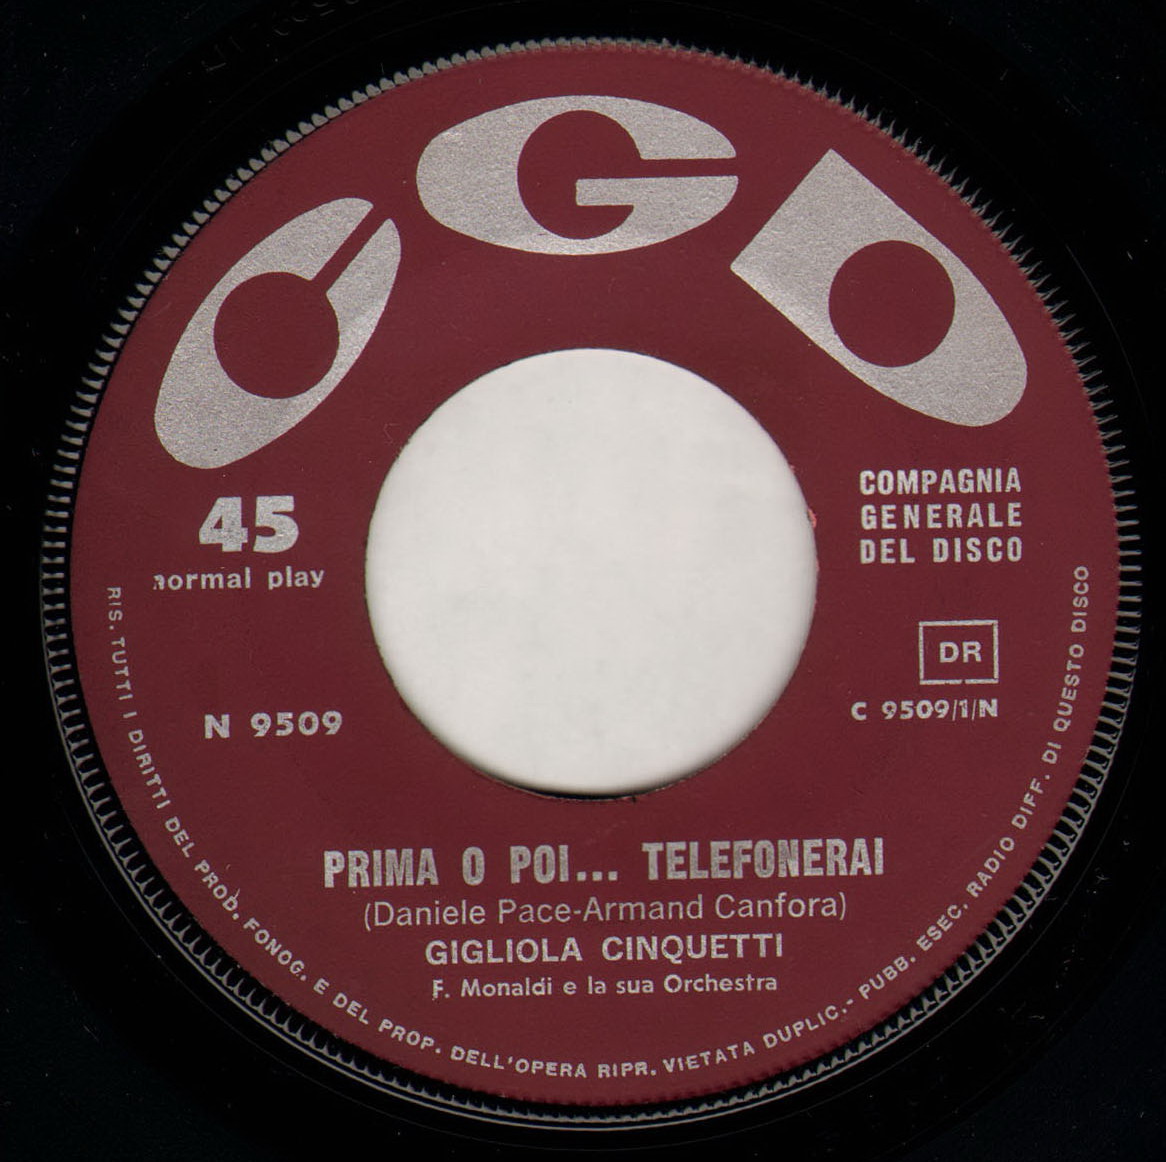 CGD
45
normal play
COMPAGNIA
GENERALE
DEL DISCO
DR
N 9509
C 9509/1/N
PRIMA O POI... TELEFONERAI
(Daniele Pace-Armand Canfora)
GIGLIOLA CINQUETTI
F. Monaldi e la sua Orchestra
RIS. TUTTI I DIRITTI DEL PROD. FONOG. E DEL PROP. DELL'OPERA RIPR. VIETATA DUPLIC.- PUBB. ESEC. RADIO DIFF. DI QUESTO DISCO